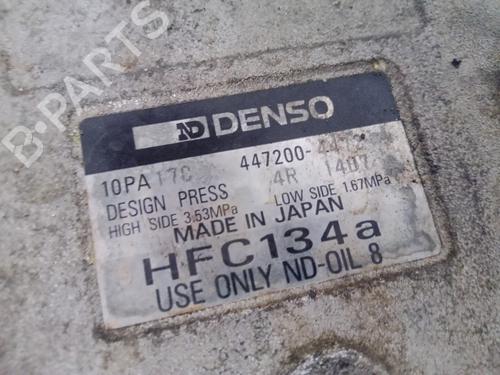 B-PARTS
ND DENSO
10PA17C 447200-
DESIGN PRESS 4R 1407
HIGH SIDE 3.53MPa LOW SIDE 1.67MPa
MADE IN JAPAN
HFC134a
USE ONLY ND-OIL 8